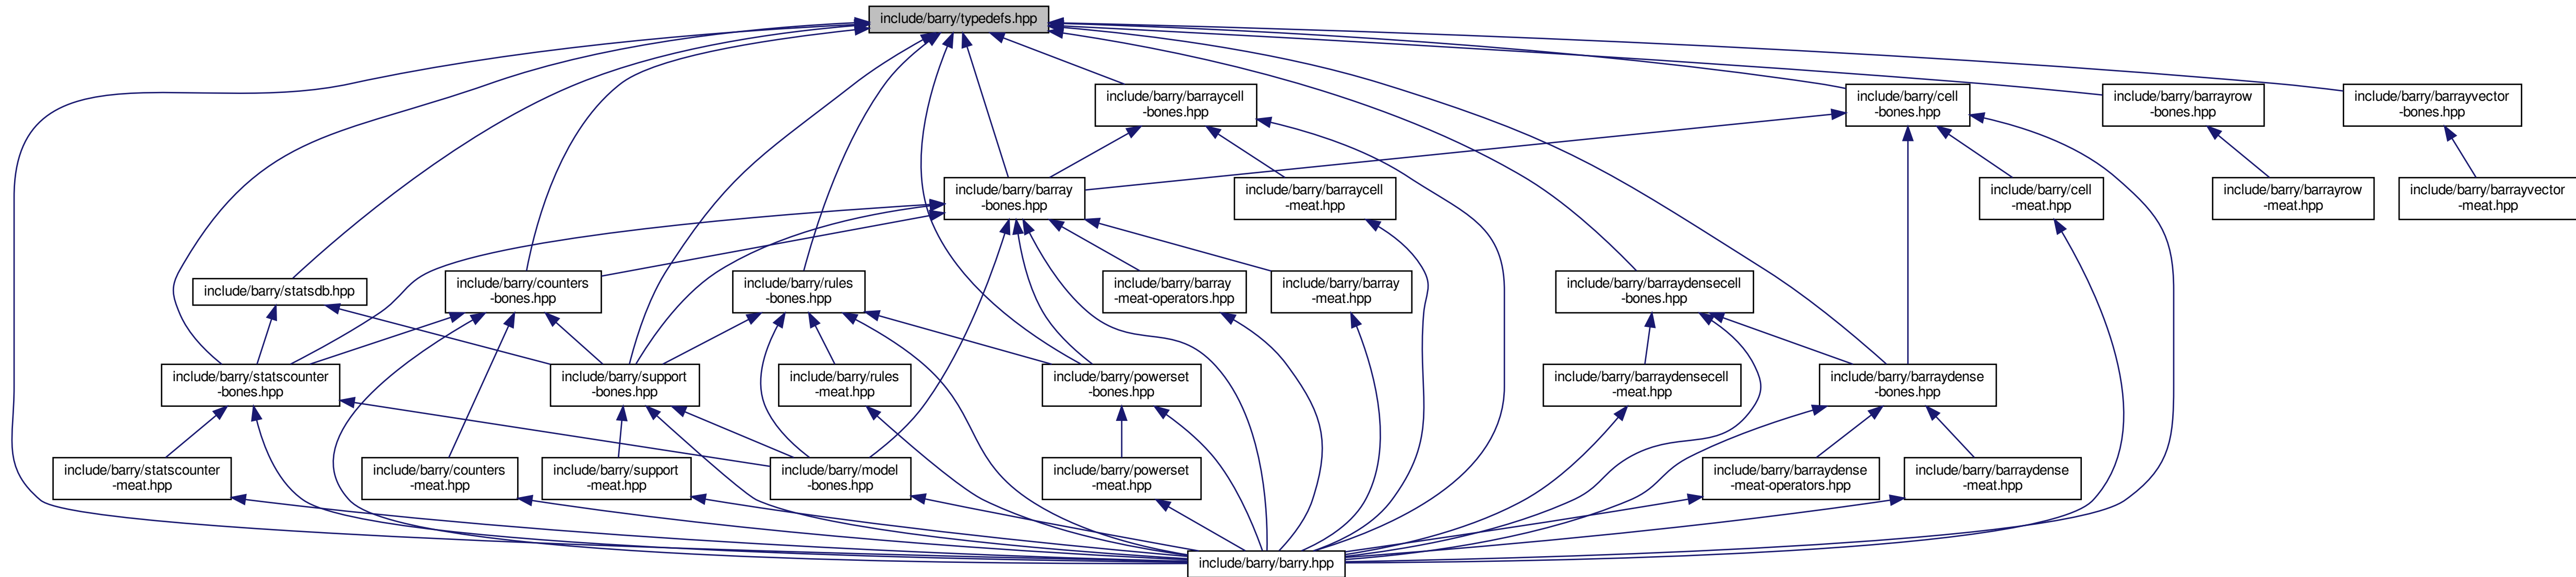 include/barry/typedefs.hpp
include/barry/barraycell
-bones.hpp
include/barry/cell
-bones.hpp
include/barry/barrayrow
-bones.hpp
include/barry/barrayvector
-bones.hpp
include/barry/barray
-bones.hpp
include/barry/barraycell
-meat.hpp
include/barry/cell
-meat.hpp
include/barry/barrayrow
-meat.hpp
include/barry/barrayvector
-meat.hpp
include/barry/statsdb.hpp
include/barry/counters
-bones.hpp
include/barry/rules
-bones.hpp
include/barry/barray
-meat-operators.hpp
include/barry/barray
-meat.hpp
include/barry/barraydensecell
-bones.hpp
include/barry/statscounter
-bones.hpp
include/barry/support
-bones.hpp
include/barry/rules
-meat.hpp
include/barry/powerset
-bones.hpp
include/barry/barraydensecell
-meat.hpp
include/barry/barraydense
-bones.hpp
include/barry/statscounter
-meat.hpp
include/barry/counters
-meat.hpp
include/barry/support
-meat.hpp
include/barry/model
-bones.hpp
include/barry/powerset
-meat.hpp
include/barry/barraydense
-meat-operators.hpp
include/barry/barraydense
-meat.hpp
include/barry/barry.hpp